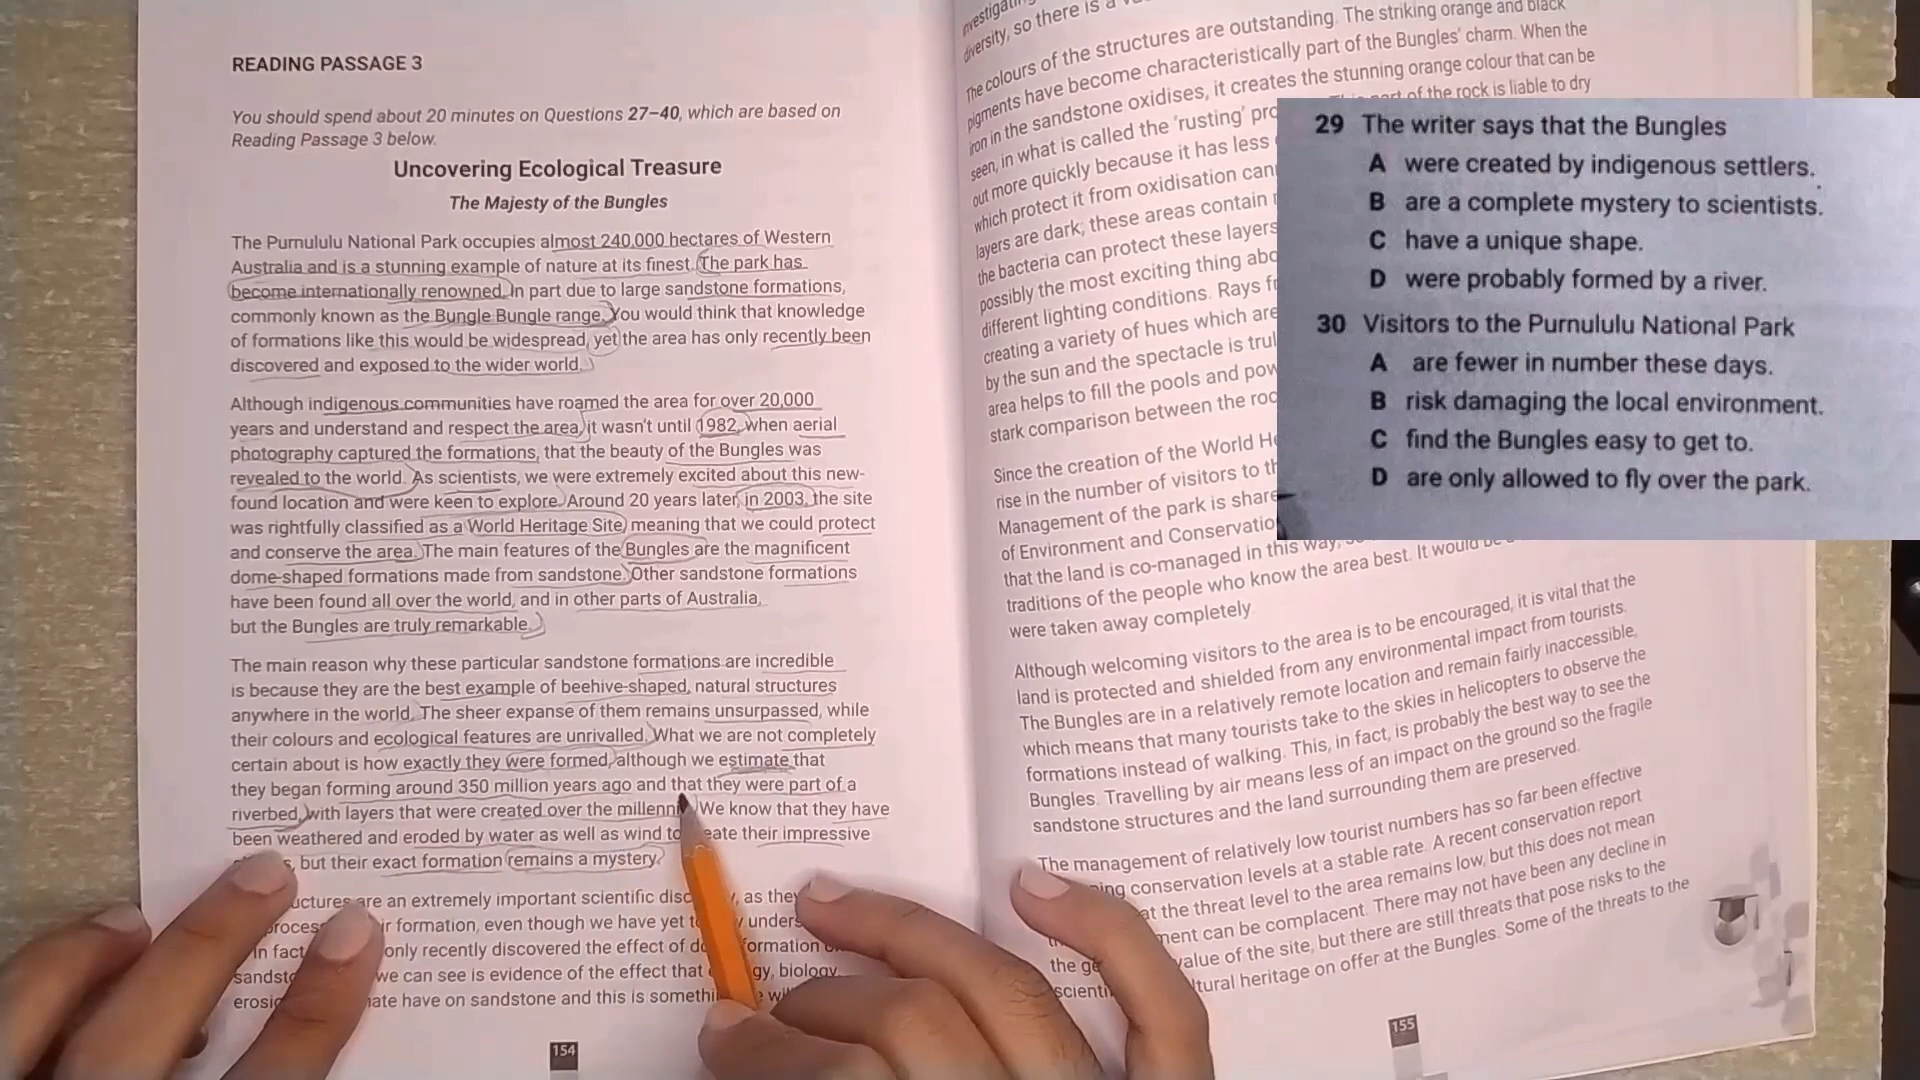 READING PASSAGE 3
You should spend about 20 minutes on Questions 27–40, which are based on
Reading Passage 3 below.
Uncovering Ecological Treasure
The Majesty of the Bungles
The Purnululu National Park occupies almost 240,000 hectares of Western
Australia and is a stunning example of nature at its finest. The park has
become internationally renowned. In part due to large sandstone formations,
commonly known as the Bungle Bungle range. You would think that knowledge
of formations like this would be widespread, yet the area has only recently been
discovered and exposed to the wider world.
Although indigenous communities have roamed the area for over 20,000
years and understand and respect the area, it wasn't until 1982, when aerial
photography captured the formations, that the beauty of the Bungles was
revealed to the world. As scientists, we were extremely excited about this new-
found location and were keen to explore. Around 20 years later, in 2003, the site
was rightfully classified as a World Heritage Site, meaning that we could protect
and conserve the area. The main features of the Bungles are the magnificent
dome-shaped formations made from sandstone. Other sandstone formations
have been found all over the world, and in other parts of Australia,
but the Bungles are truly remarkable.
The main reason why these particular sandstone formations are incredible
is because they are the best example of beehive-shaped, natural structures
anywhere in the world. The sheer expanse of them remains unsurpassed, while
their colours and ecological features are unrivalled. What we are not completely
certain about is how exactly they were formed, although we estimate that
they began forming around 350 million years ago and that they were part of a
riverbed, with layers that were created over the We know that they have
been weathered and eroded by water as well as wind to their impressive
but their exact formation remains a mystery.
are an extremely important scientific as they
formation, even though we have yet
In fact only recently discovered the effect of formation
we can see is evidence of the effect that biology,
have on sandstone and this is
154
diversity, so there is a
The colours of the structures are outstanding. The striking orange and black
pigments have become characteristically part of the Bungles' charm. When the
iron in the sandstone oxidises, it creates the stunning orange colour that can be
seen, in what is called the 'rusting' part of the rock is liable to dry
out more quickly because it has less
which protect it from oxidisation
layers are dark, these areas contain
the bacteria can protect these layers
possibly the most exciting thing
different lighting conditions. Rays
creating a variety of hues which are
by the sun and the spectacle is
area helps to fill the pools and
stark comparison between the
Since the creation of the World
rise in the number of visitors to
Management of the park is
of Environment and
that the land is co-managed in this way,
traditions of the people who know the area best. It would
were taken away completely.
Although welcoming visitors to the area is to be encouraged, it is vital that the
land is protected and shielded from any environmental impact from tourists.
The Bungles are in a relatively remote location and remain fairly inaccessible,
which means that many tourists take to the skies in helicopters to observe the
formations instead of walking. This, in fact, is probably the best way to see the
Bungles. Travelling by air means less of an impact on the ground so the fragile
sandstone structures and the land surrounding them are preserved.
The management of relatively low tourist numbers has so far been effective
conservation levels at a stable rate. A recent conservation report
the threat level to the area remains low, but this does not mean
can be complacent. There may not have been any decline in
value of the site, but there are still threats that pose risks to the
heritage on offer at the Bungles. Some of the threats to the
155
29 The writer says that the Bungles
A were created by indigenous settlers.
B are a complete mystery to scientists.
C have a unique shape.
D were probably formed by a river.
30 Visitors to the Purnululu National Park
A are fewer in number these days.
B risk damaging the local environment.
C find the Bungles easy to get to.
D are only allowed to fly over the park.